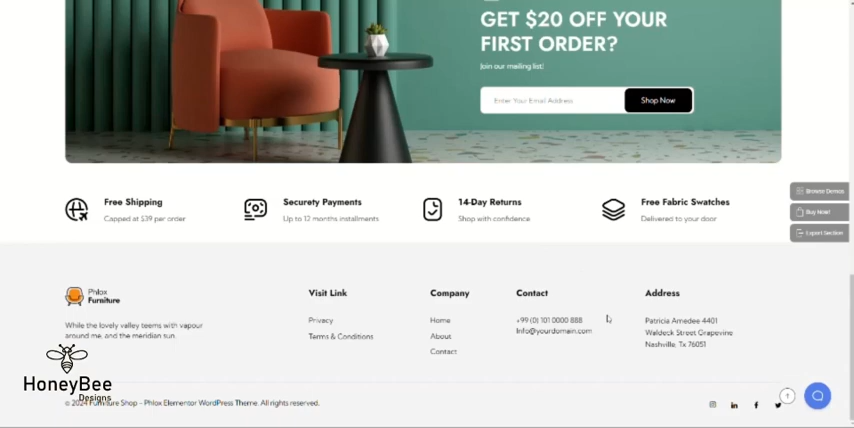 GET $20 OFF YOUR
FIRST ORDER?
Join our mailing list!
Enter Your Email Address
Shop Now
Browse Demos
Buy Now!
Export Section
Free Shipping
Capped at $39 per order
Securety Payments
Up to 12 months installments
14-Day Returns
Shop with confidence
Free Fabric Swatches
Delivered to your door
Phlox
Furniture
While the lovely valley teems with vapour
around me, and the meridian sun.
Visit Link
Privacy
Terms & Conditions
Company
Home
About
Contact
Contact
+99 (0) 101 0000 888
Info@yourdomain.com
Address
Patricia Amedee 4401
Waldeck Street Grapevine
Nashville, Tx 76051
HoneyBee
Designs
© 2024 Furniture Shop – Phlox Elementor WordPress Theme. All rights reserved.